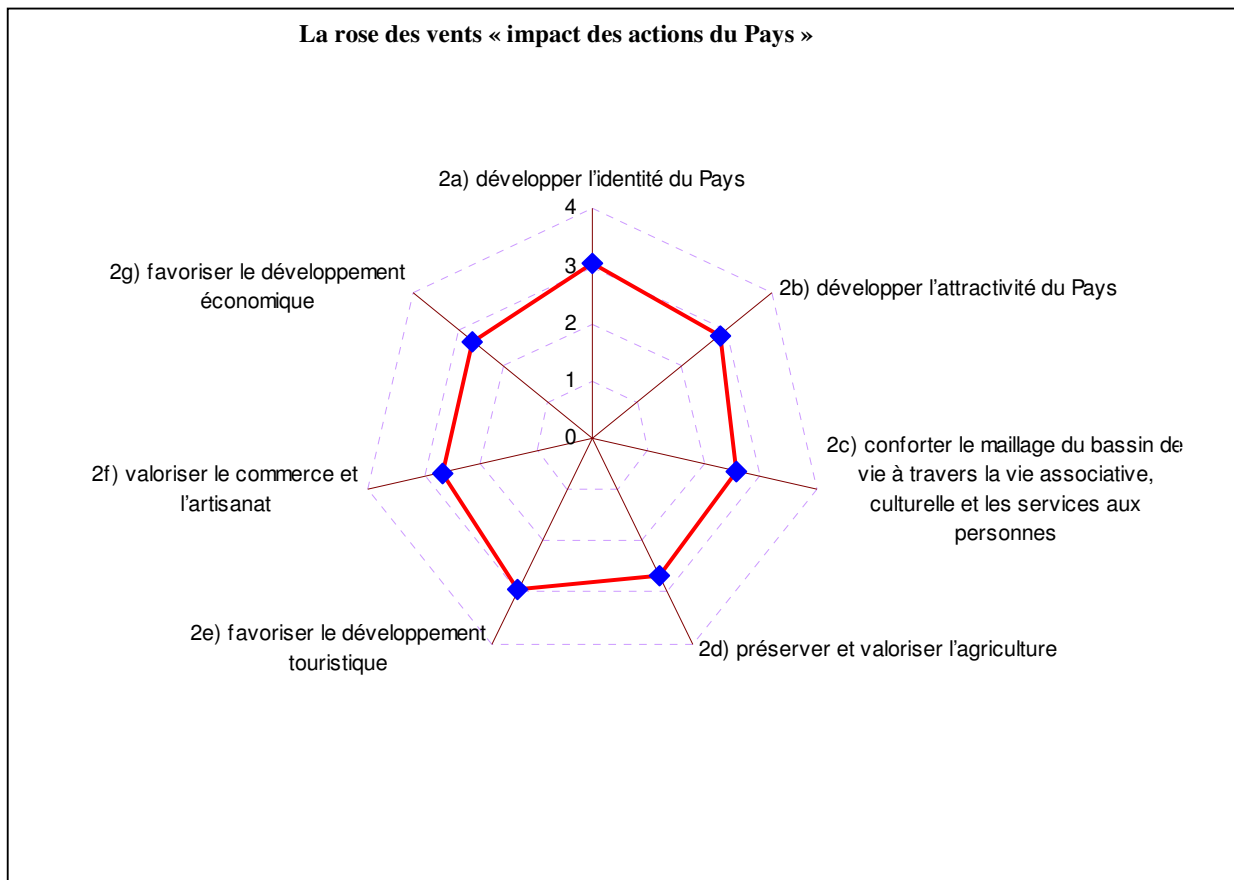 La rose des vents « impact des actions du Pays »
2a) développer l'identité du Pays
4
3
2
1
0
2b) développer l'attractivité du Pays
2c) conforter le maillage du bassin de
vie à travers la vie associative,
culturelle et les services aux
personnes
2d) préserver et valoriser l'agriculture
2e) favoriser le développement
touristique
2f) valoriser le commerce et
l'artisanat
2g) favoriser le développement
économique